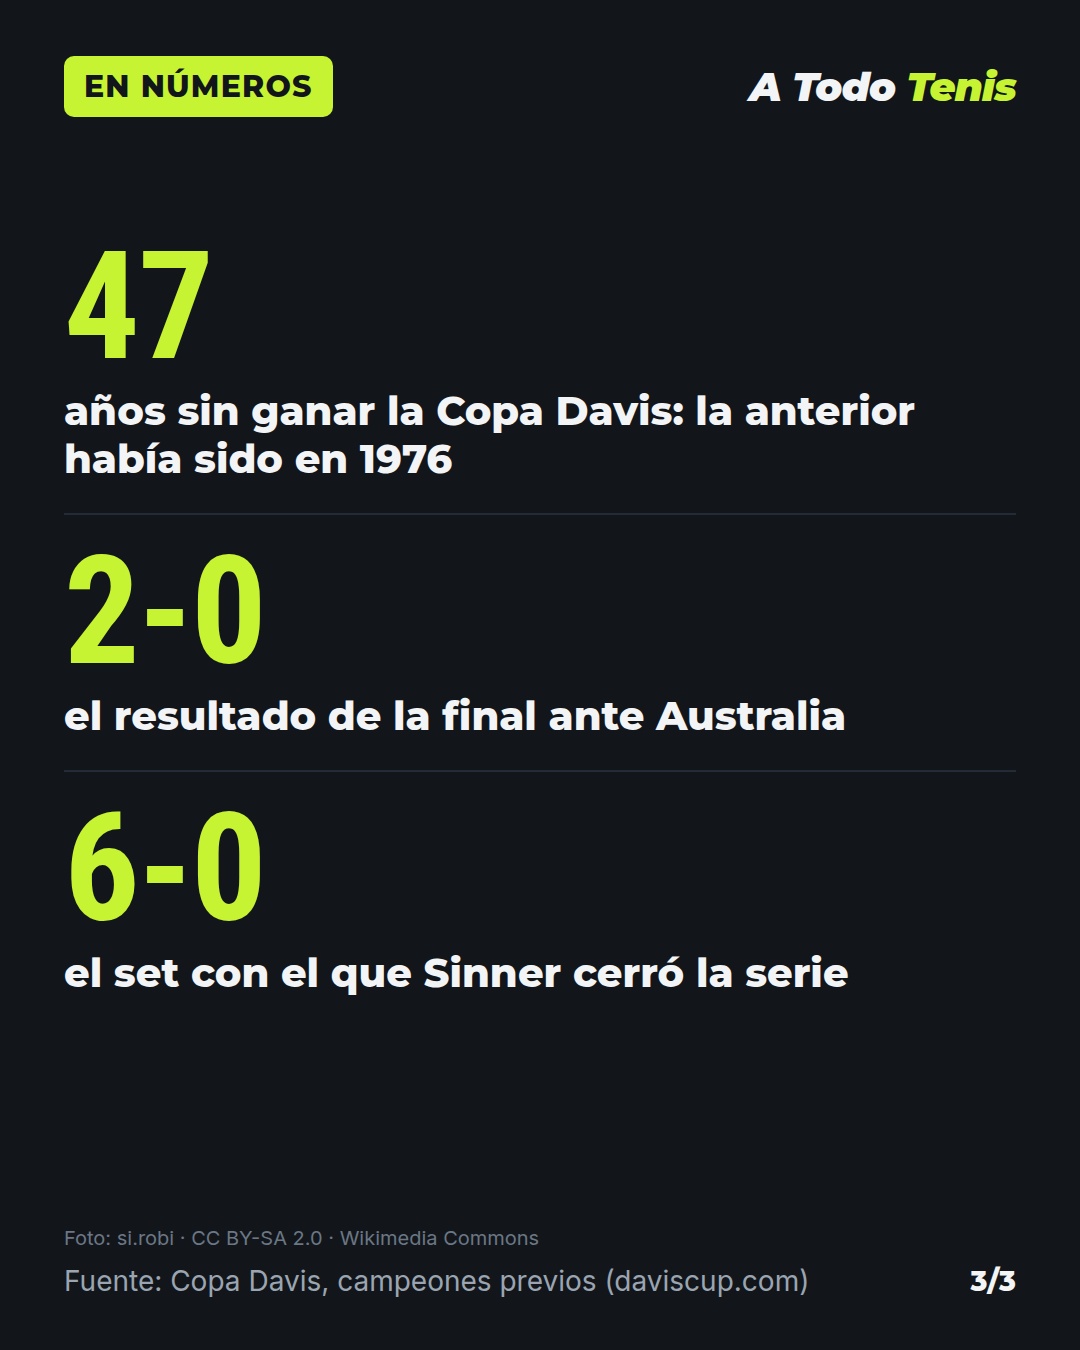 EN NÚMEROS
A Todo Tenis
47
años sin ganar la Copa Davis: la anterior
había sido en 1976
2-0
el resultado de la final ante Australia
6-0
el set con el que Sinner cerró la serie
Foto: si.robi · CC BY-SA 2.0 · Wikimedia Commons
Fuente: Copa Davis, campeones previos (daviscup.com)
3/3